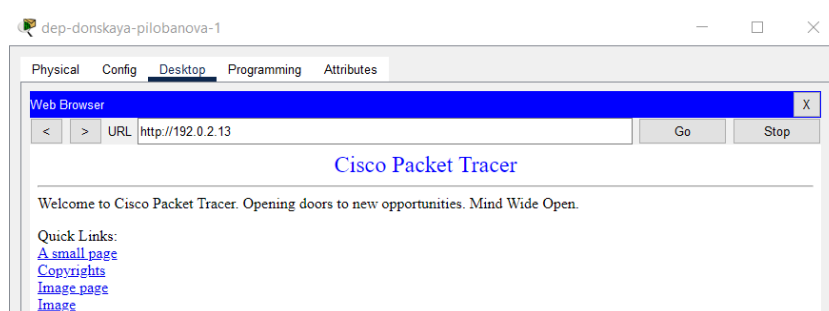 dep-donskaya-pilobanova-1
Physical Config Desktop Programming Attributes
Web Browser X
< > URL http://192.0.2.13 Go Stop
Cisco Packet Tracer
Welcome to Cisco Packet Tracer. Opening doors to new opportunities. Mind Wide Open.
Quick Links:
A small page
Copyrights
Image page
Image